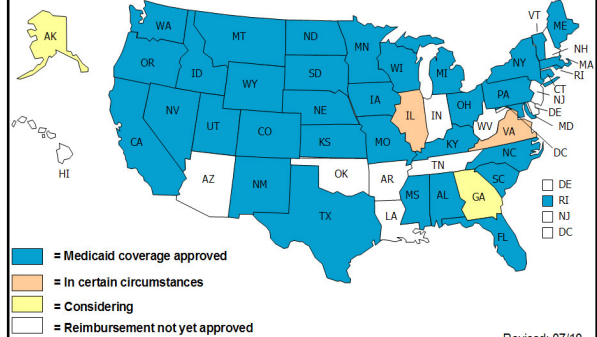 AK
WA
OR
CA
NV
ID
MT
WY
UT
AZ
CO
NM
ND
SD
NE
KS
OK
TX
MN
IA
MO
AR
LA
WI
IL
MI
IN
OH
KY
TN
MS
AL
GA
FL
SC
NC
VA
WV
PA
NY
VT
ME
NH
MA
RI
CT
NJ
DE
MD
DC
HI
DE
RI
NJ
DC
= Medicaid coverage approved
= In certain circumstances
= Considering
= Reimbursement not yet approved